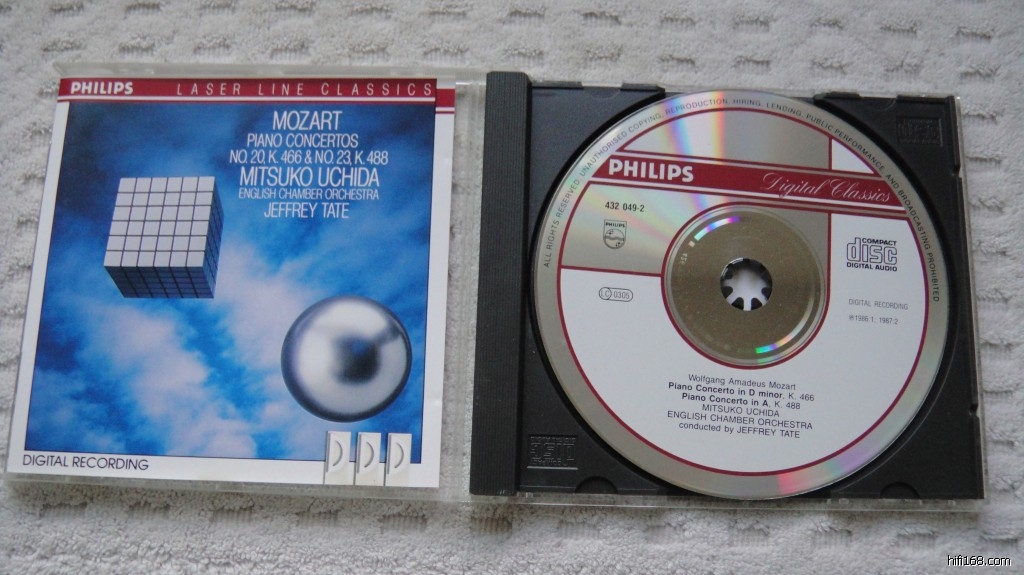 PHILIPS LASER LINE CLASSICS
MOZART
PIANO CONCERTOS
NO. 20, K. 466 & NO. 23, K. 488
MITSUKO UCHIDA
ENGLISH CHAMBER ORCHESTRA
JEFFREY TATE
DDD
DIGITAL RECORDING
ALL RIGHTS RESERVED. UNAUTHORISED COPYING, REPRODUCTION, HIRING, LENDING, PUBLIC PERFORMANCE AND BROADCASTING PROHIBITED
PHILIPS Digital Classics
432 049-2
PHILIPS
COMPACT
disc
DIGITAL AUDIO
LC 0305
DIGITAL RECORDING
℗1986·1; 1987·2
Wolfgang Amadeus Mozart
Piano Concerto in D minor, K. 466
Piano Concerto in A, K. 488
MITSUKO UCHIDA
ENGLISH CHAMBER ORCHESTRA
conducted by JEFFREY TATE
hifi168.com